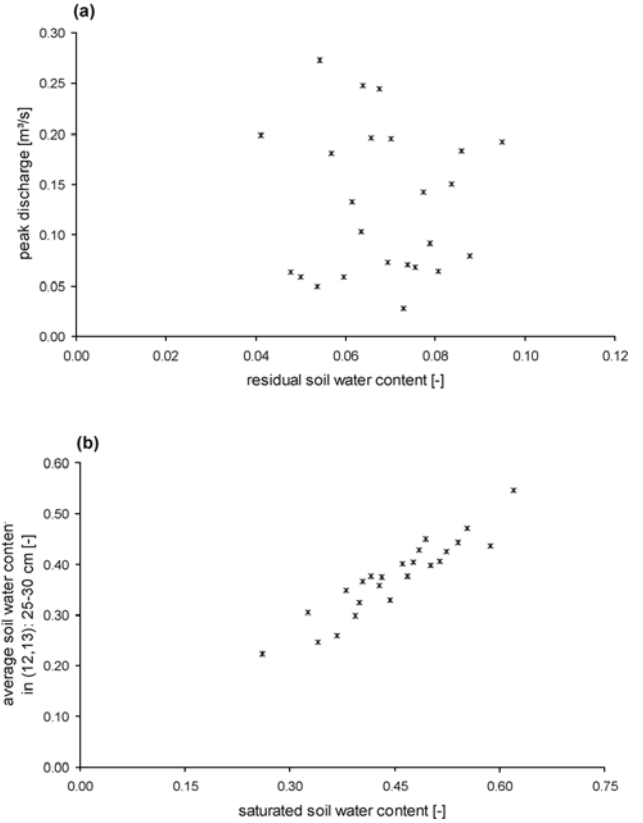 (a)
0.30
0.25
0.20
0.15
0.10
0.05
0.00
peak discharge [m³/s]
0.00 0.02 0.04 0.06 0.08 0.10 0.12
residual soil water content [-]
(b)
0.60
0.50
0.40
0.30
0.20
0.10
0.00
average soil water conten
in (12,13): 25-30 cm [-]
0.00 0.15 0.30 0.45 0.60 0.75
saturated soil water content [-]